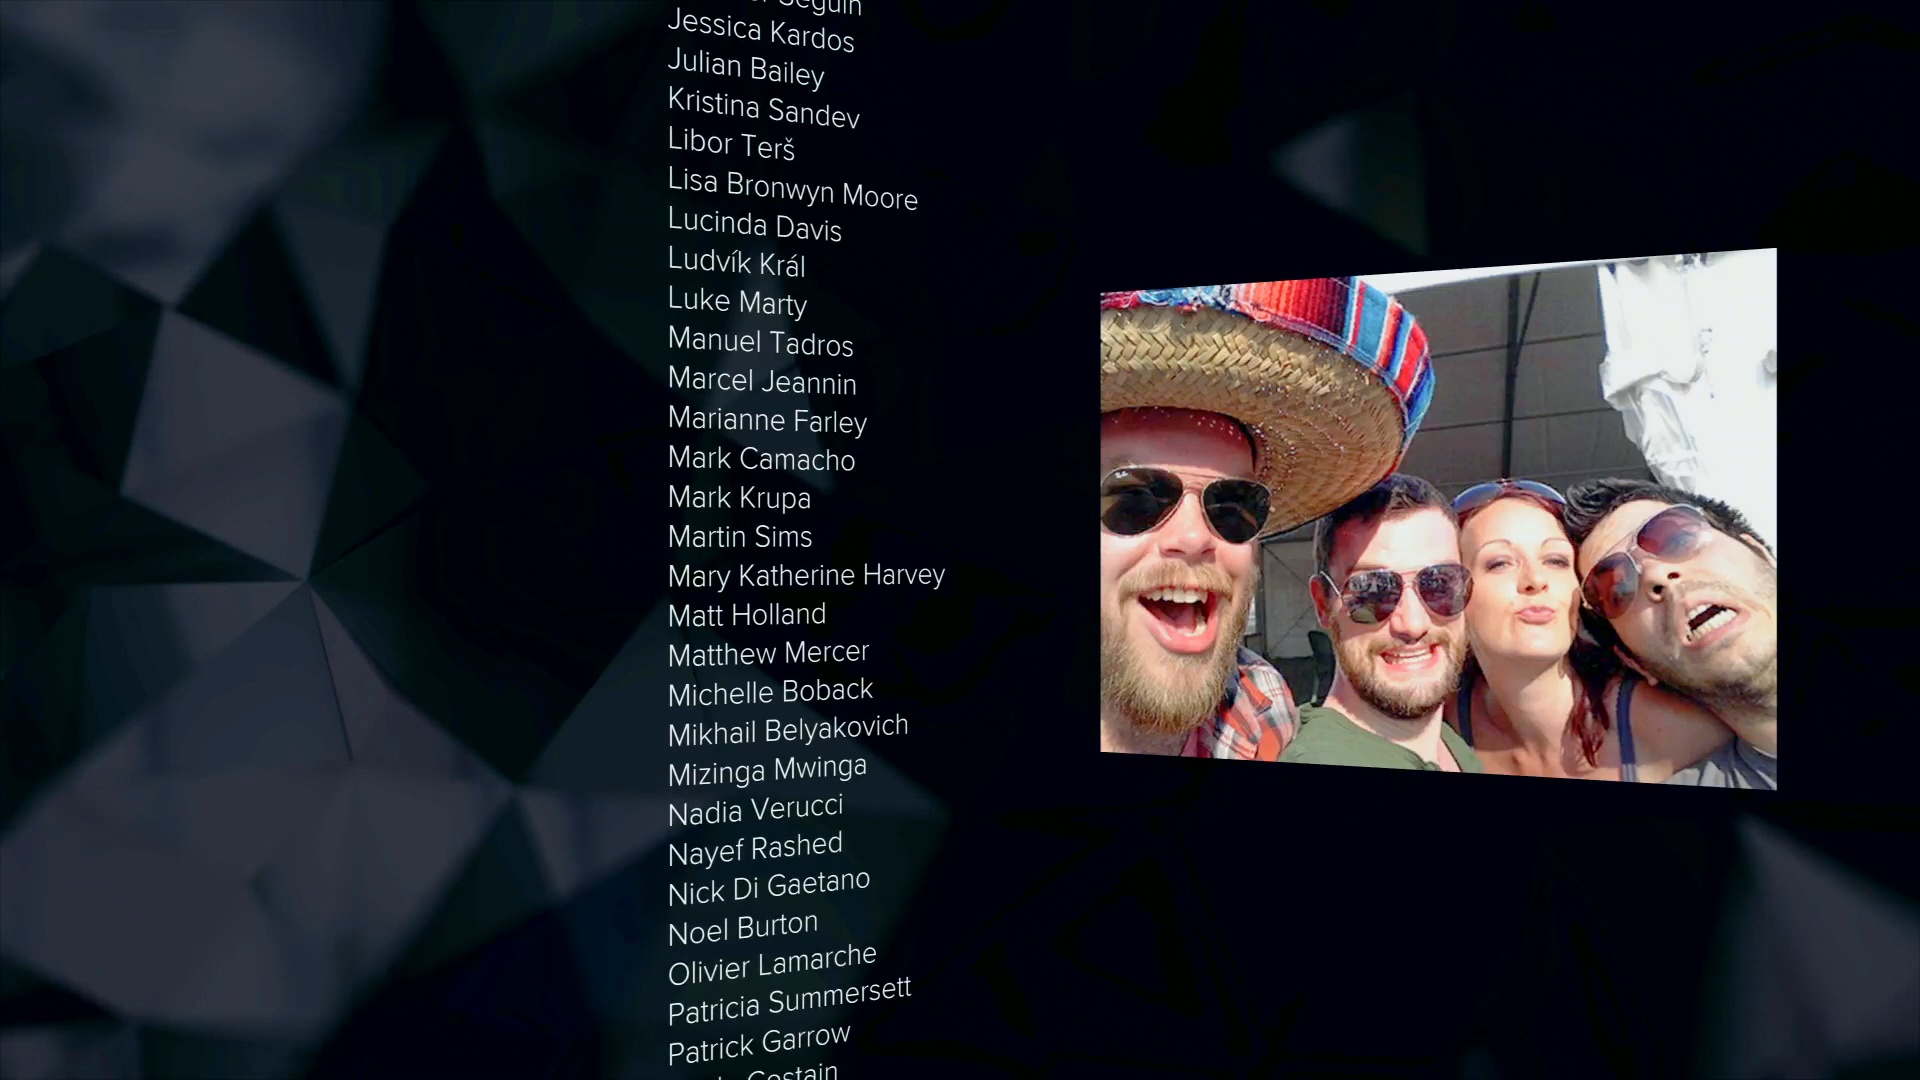 Seguin
Jessica Kardos
Julian Bailey
Kristina Sandev
Libor Terš
Lisa Bronwyn Moore
Lucinda Davis
Ludvík Král
Luke Marty
Manuel Tadros
Marcel Jeannin
Marianne Farley
Mark Camacho
Mark Krupa
Martin Sims
Mary Katherine Harvey
Matt Holland
Matthew Mercer
Michelle Boback
Mikhail Belyakovich
Mizinga Mwinga
Nadia Verucci
Nayef Rashed
Nick Di Gaetano
Noel Burton
Olivier Lamarche
Patricia Summersett
Patrick Garrow
Costain